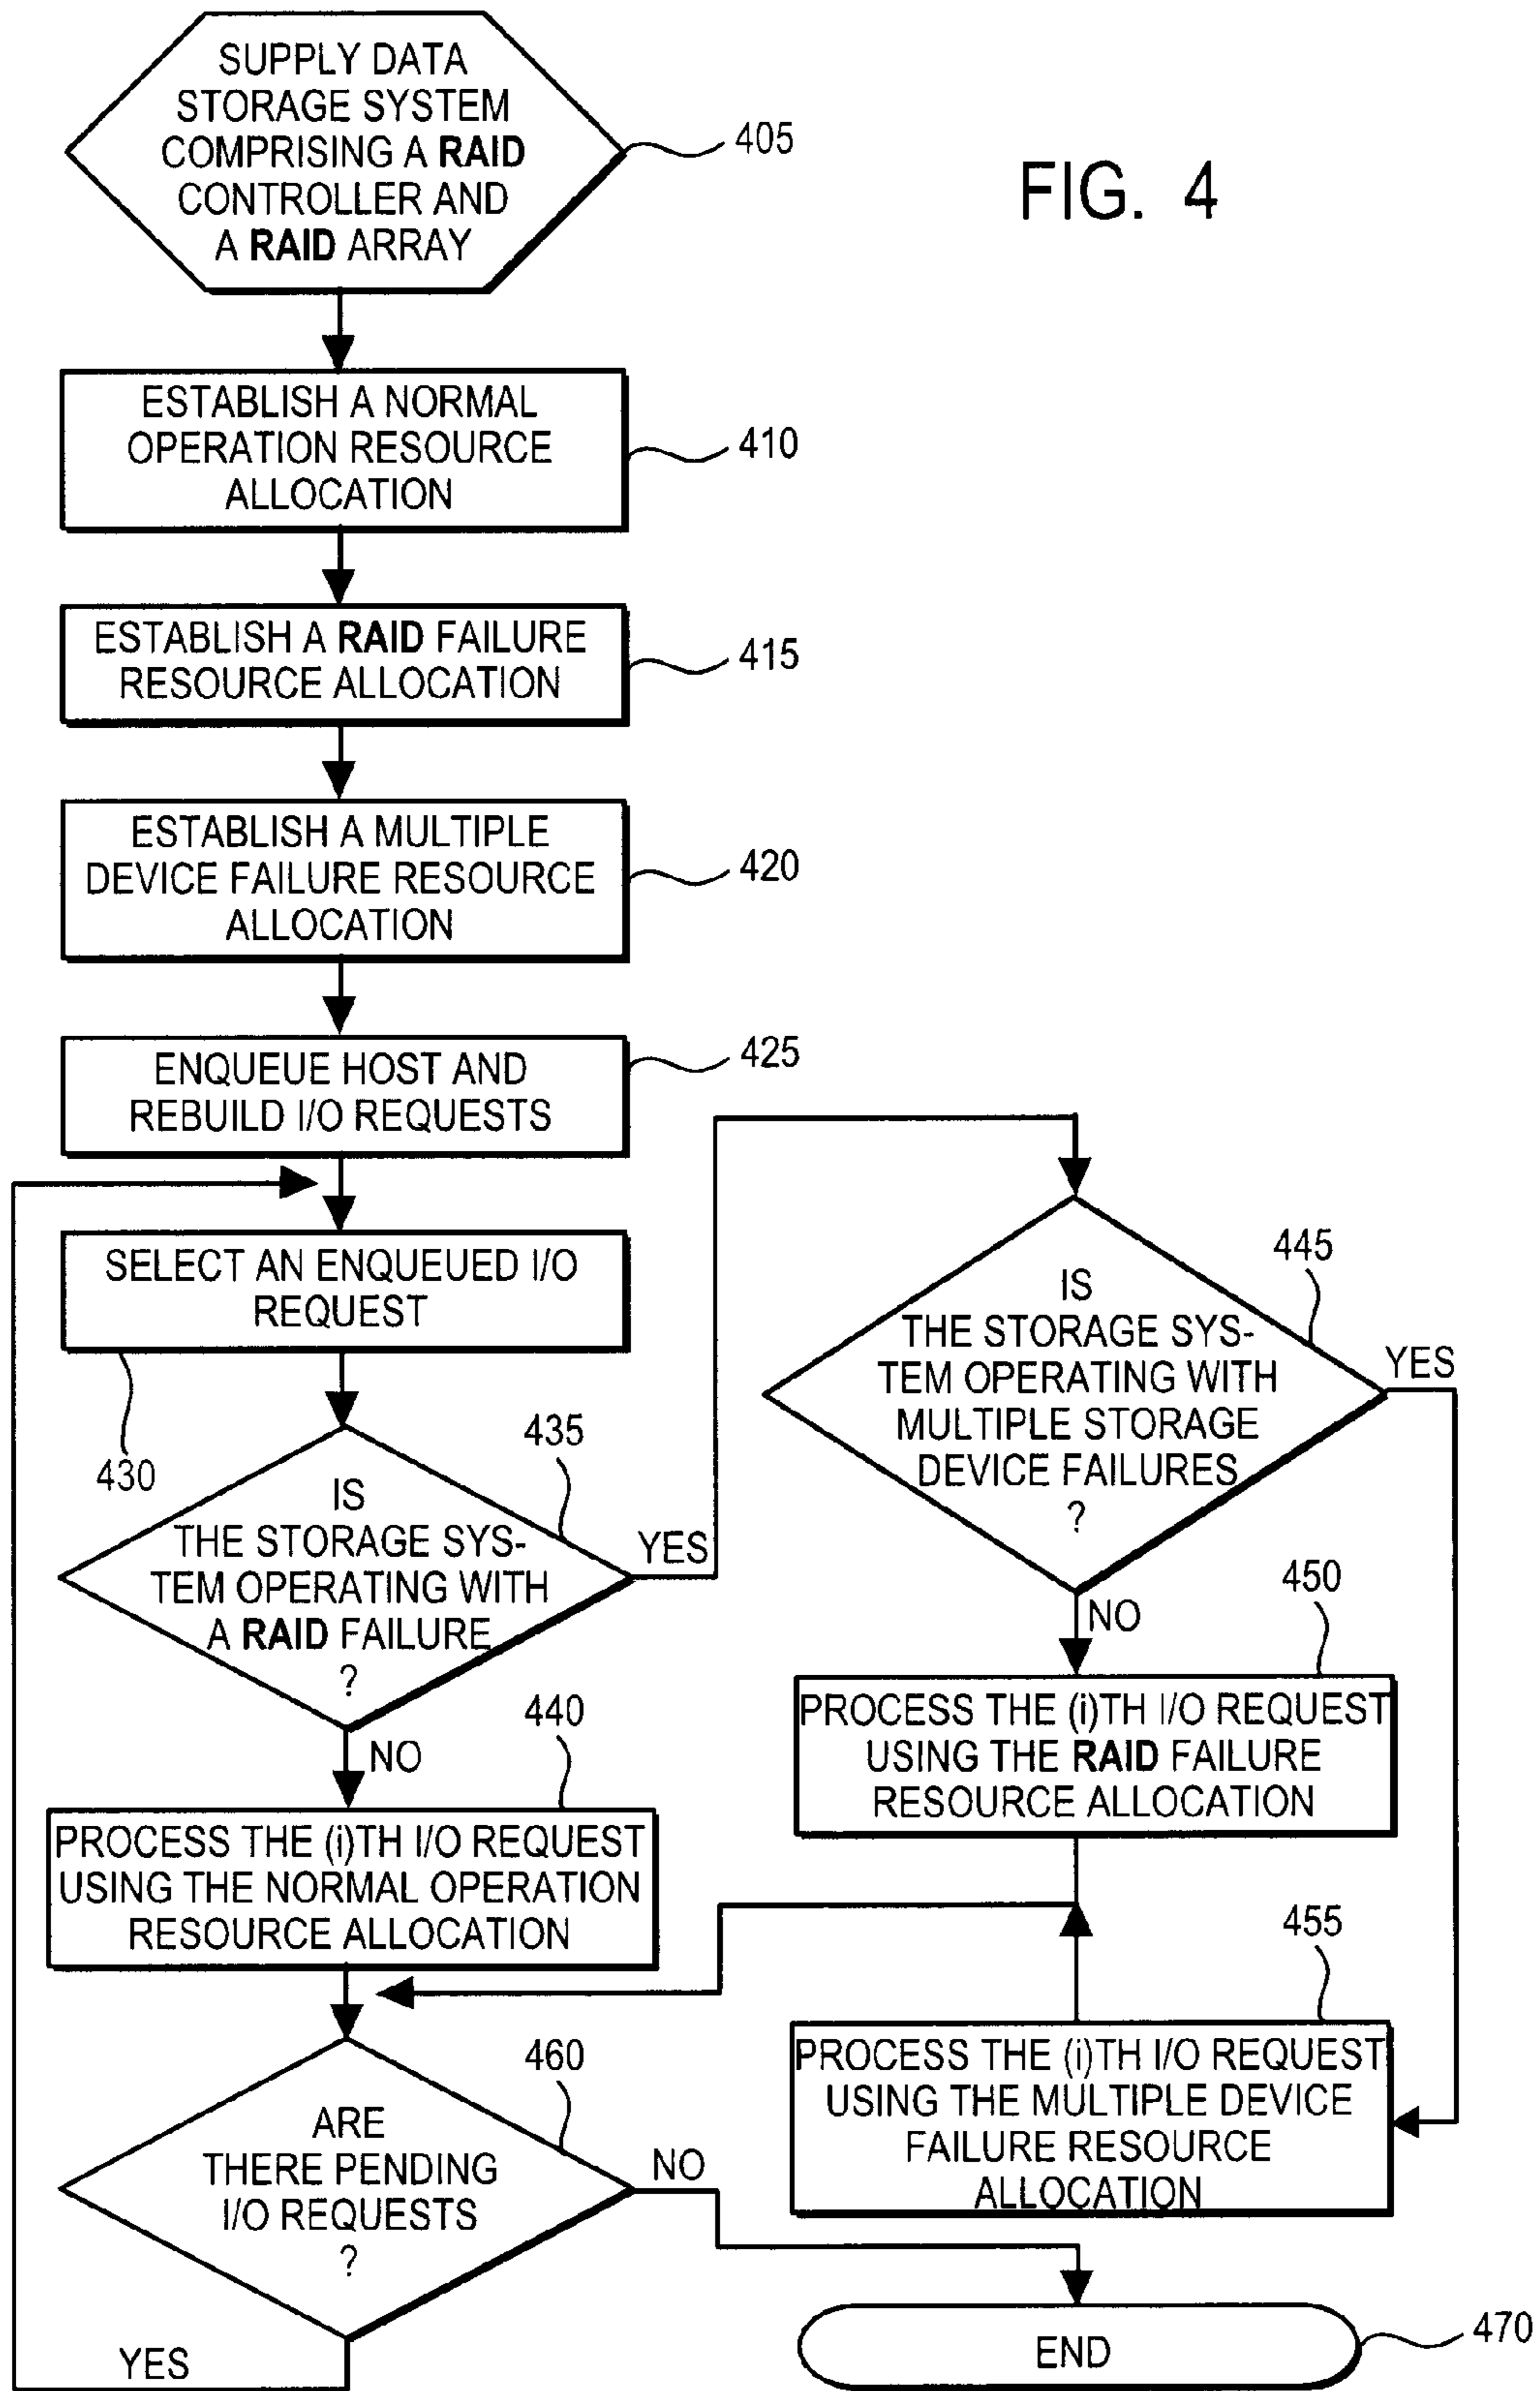 SUPPLY DATA
STORAGE SYSTEM
COMPRISING A RAID
CONTROLLER AND
A RAID ARRAY
405
FIG. 4
ESTABLISH A NORMAL
OPERATION RESOURCE
ALLOCATION
410
ESTABLISH A RAID FAILURE
RESOURCE ALLOCATION
415
ESTABLISH A MULTIPLE
DEVICE FAILURE RESOURCE
ALLOCATION
420
ENQUEUE HOST AND
REBUILD I/O REQUESTS
425
SELECT AN ENQUEUED I/O
REQUEST
430
IS
THE STORAGE SYS-
TEM OPERATING WITH
A RAID FAILURE
?
435
YES
NO
IS
THE STORAGE SYS-
TEM OPERATING WITH
MULTIPLE STORAGE
DEVICE FAILURES
?
445
YES
NO
450
PROCESS THE (i)TH I/O REQUEST
USING THE RAID FAILURE
RESOURCE ALLOCATION
440
PROCESS THE (i)TH I/O REQUEST
USING THE NORMAL OPERATION
RESOURCE ALLOCATION
455
PROCESS THE (i)TH I/O REQUEST
USING THE MULTIPLE DEVICE
FAILURE RESOURCE
ALLOCATION
460
ARE
THERE PENDING
I/O REQUESTS
?
NO
YES
END
470